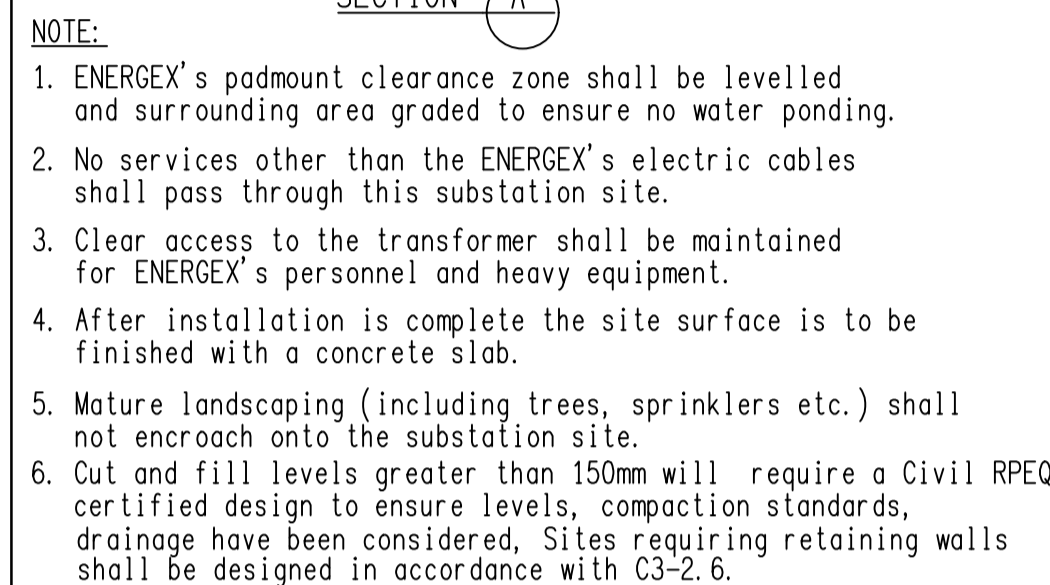 SECTION A
NOTE:
1. ENERGEX's padmount clearance zone shall be levelled
and surrounding area graded to ensure no water ponding.
2. No services other than the ENERGEX's electric cables
shall pass through this substation site.
3. Clear access to the transformer shall be maintained
for ENERGEX's personnel and heavy equipment.
4. After installation is complete the site surface is to be
finished with a concrete slab.
5. Mature landscaping (including trees, sprinklers etc.) shall
not encroach onto the substation site.
6. Cut and fill levels greater than 150mm will require a Civil RPEQ
certified design to ensure levels, compaction standards,
drainage have been considered, Sites requiring retaining walls
shall be designed in accordance with C3-2.6.